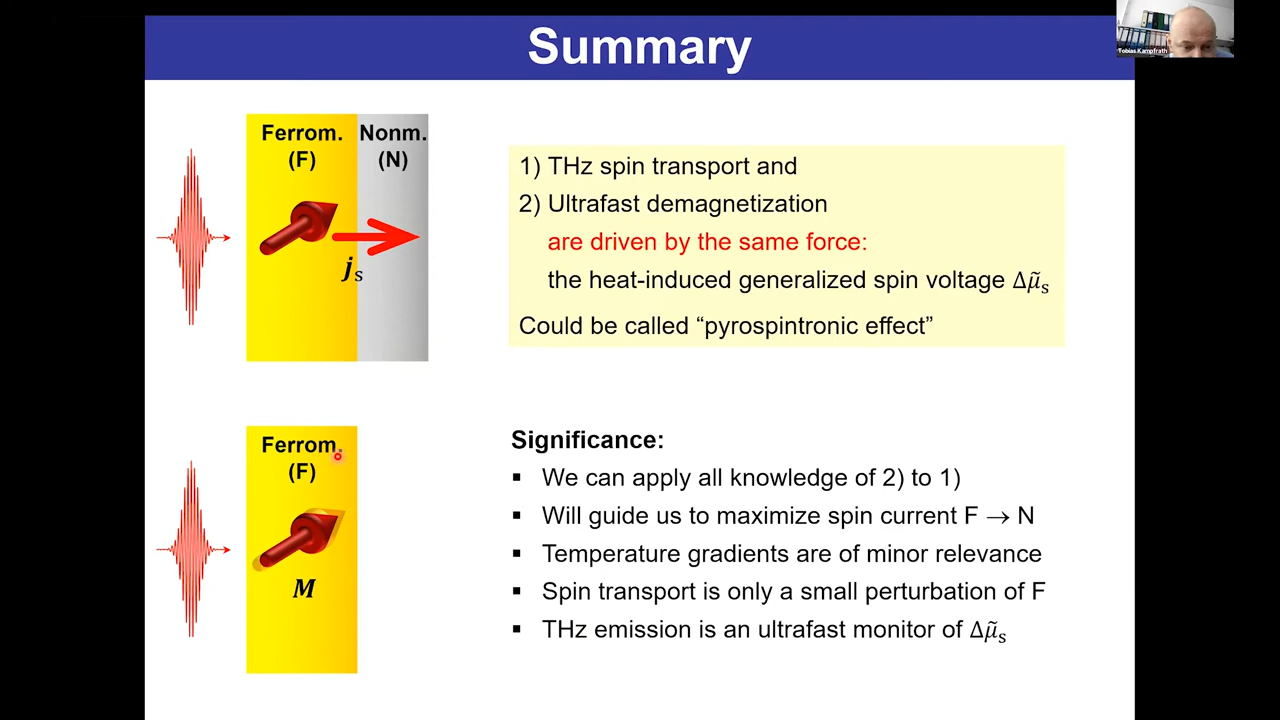 Summary
Tobias Kampfrath
Ferrom. Nonm.
(F) (N)
jₛ
1) THz spin transport and
2) Ultrafast demagnetization
are driven by the same force:
the heat-induced generalized spin voltage Δμ̃ₛ
Could be called “pyrospintronic effect”
Ferrom.
(F)
M
Significance:
▪ We can apply all knowledge of 2) to 1)
▪ Will guide us to maximize spin current F → N
▪ Temperature gradients are of minor relevance
▪ Spin transport is only a small perturbation of F
▪ THz emission is an ultrafast monitor of Δμ̃ₛ